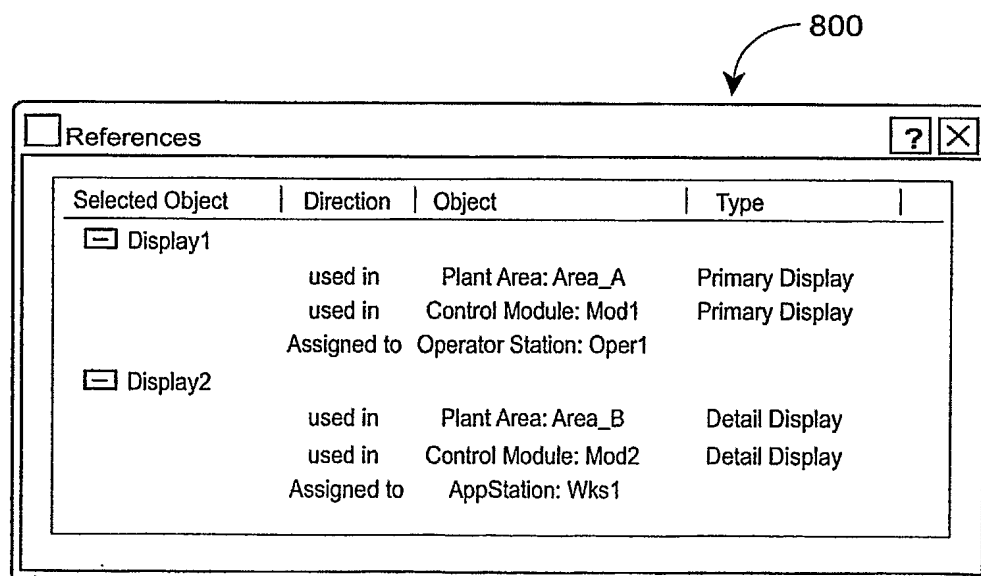 800
References ?
Selected Object Direction Object Type
Display1
used in Plant Area: Area_A Primary Display
used in Control Module: Mod1 Primary Display
Assigned to Operator Station: Oper1
Display2
used in Plant Area: Area_B Detail Display
used in Control Module: Mod2 Detail Display
Assigned to AppStation: Wks1